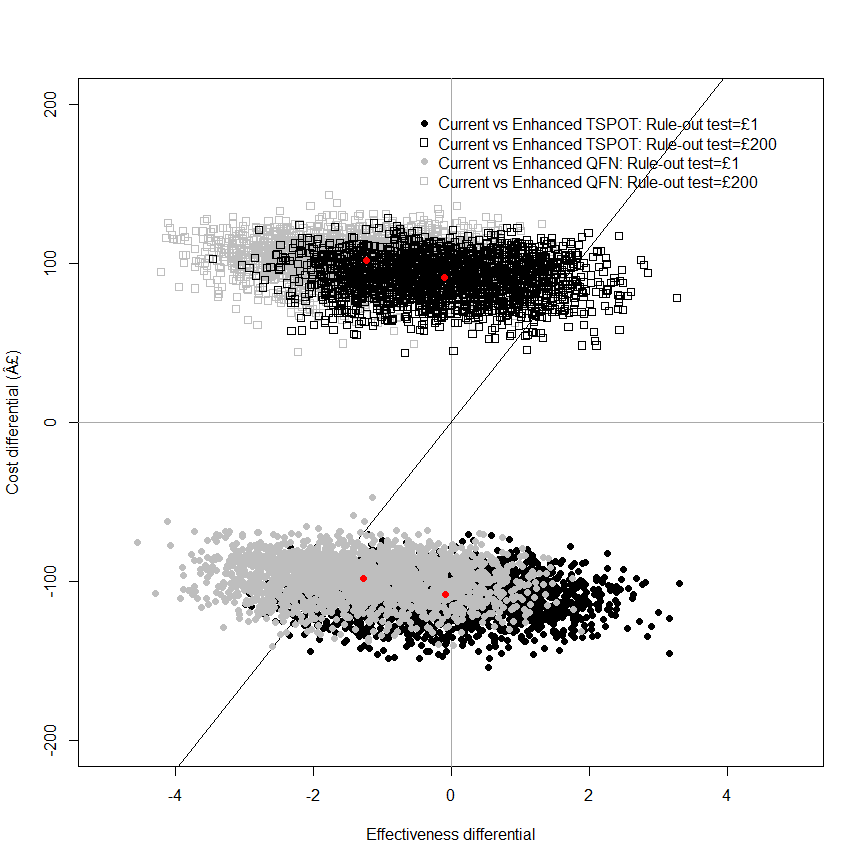 Current vs Enhanced TSPOT: Rule-out test=£1
Current vs Enhanced TSPOT: Rule-out test=£200
Current vs Enhanced QFN: Rule-out test=£1
Current vs Enhanced QFN: Rule-out test=£200
Cost differential (Â£)
200
100
0
-100
-200
-4
-2
0
2
4
Effectiveness differential